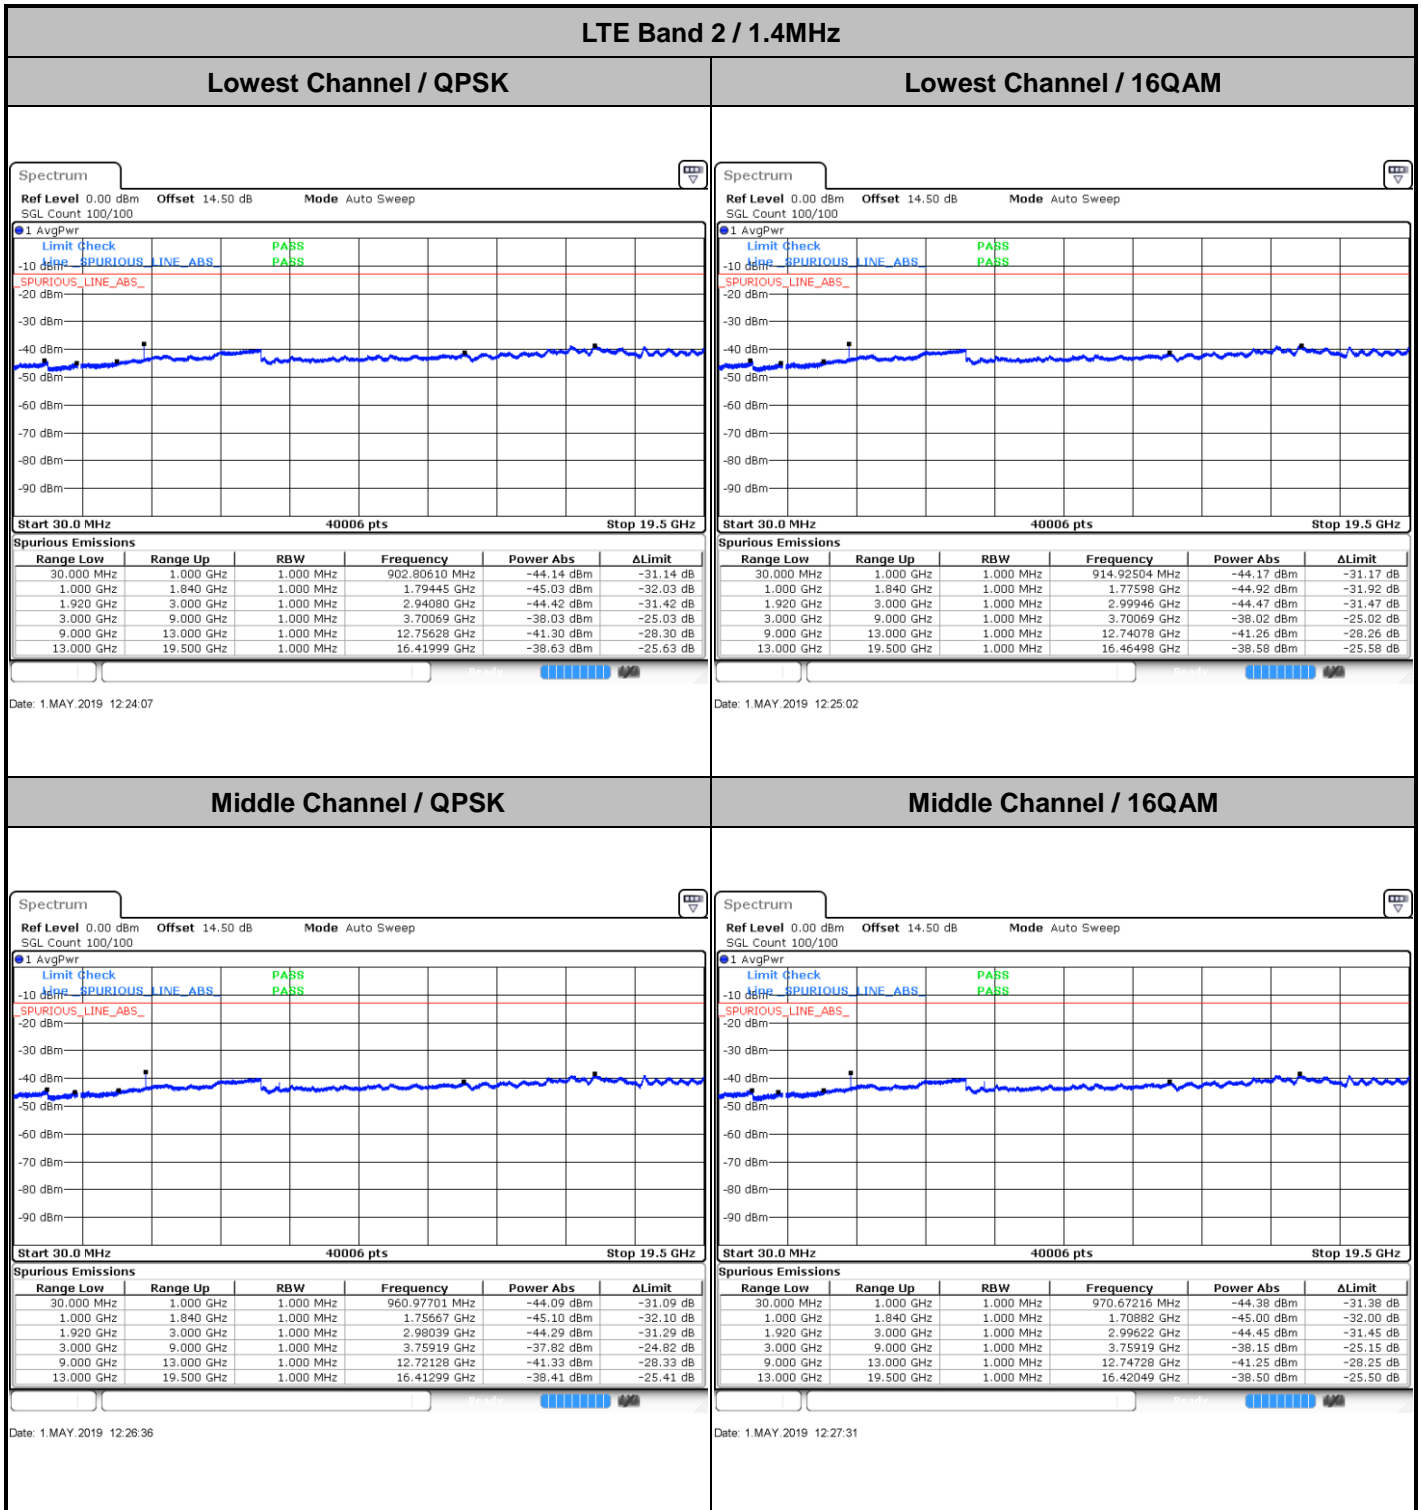 LTE Band 2 / 1.4MHz
Lowest Channel / QPSK
Lowest Channel / 16QAM
Spectrum
Ref Level 0.00 dBm Offset 14.50 dB Mode Auto Sweep
SGL Count 100/100
1 AvgPwr
Limit Check PASS
Line _SPURIOUS_LINE_ABS_ PASS
-10 dBm
_SPURIOUS_LINE_ABS_
-20 dBm
-30 dBm
-40 dBm
-50 dBm
-60 dBm
-70 dBm
-80 dBm
-90 dBm
Start 30.0 MHz 40006 pts Stop 19.5 GHz
Spurious Emissions
Range Low Range Up RBW Frequency Power Abs ΔLimit
30.000 MHz 1.000 GHz 1.000 MHz 902.80610 MHz -44.14 dBm -31.14 dB
1.000 GHz 1.840 GHz 1.000 MHz 1.79445 GHz -45.03 dBm -32.03 dB
1.920 GHz 3.000 GHz 1.000 MHz 2.94080 GHz -44.42 dBm -31.42 dB
3.000 GHz 9.000 GHz 1.000 MHz 3.70069 GHz -38.03 dBm -25.03 dB
9.000 GHz 13.000 GHz 1.000 MHz 12.75628 GHz -41.30 dBm -28.30 dB
13.000 GHz 19.500 GHz 1.000 MHz 16.41999 GHz -38.63 dBm -25.63 dB
Ready
Date: 1.MAY.2019 12:24:07
Spectrum
Ref Level 0.00 dBm Offset 14.50 dB Mode Auto Sweep
SGL Count 100/100
1 AvgPwr
Limit Check PASS
Line _SPURIOUS_LINE_ABS_ PASS
-10 dBm
_SPURIOUS_LINE_ABS_
-20 dBm
-30 dBm
-40 dBm
-50 dBm
-60 dBm
-70 dBm
-80 dBm
-90 dBm
Start 30.0 MHz 40006 pts Stop 19.5 GHz
Spurious Emissions
Range Low Range Up RBW Frequency Power Abs ΔLimit
30.000 MHz 1.000 GHz 1.000 MHz 914.92504 MHz -44.17 dBm -31.17 dB
1.000 GHz 1.840 GHz 1.000 MHz 1.77598 GHz -44.92 dBm -31.92 dB
1.920 GHz 3.000 GHz 1.000 MHz 2.99946 GHz -44.47 dBm -31.47 dB
3.000 GHz 9.000 GHz 1.000 MHz 3.70069 GHz -38.02 dBm -25.02 dB
9.000 GHz 13.000 GHz 1.000 MHz 12.74078 GHz -41.26 dBm -28.26 dB
13.000 GHz 19.500 GHz 1.000 MHz 16.46498 GHz -38.58 dBm -25.58 dB
Ready
Date: 1.MAY.2019 12:25:02
Middle Channel / QPSK
Middle Channel / 16QAM
Spectrum
Ref Level 0.00 dBm Offset 14.50 dB Mode Auto Sweep
SGL Count 100/100
1 AvgPwr
Limit Check PASS
Line _SPURIOUS_LINE_ABS_ PASS
-10 dBm
_SPURIOUS_LINE_ABS_
-20 dBm
-30 dBm
-40 dBm
-50 dBm
-60 dBm
-70 dBm
-80 dBm
-90 dBm
Start 30.0 MHz 40006 pts Stop 19.5 GHz
Spurious Emissions
Range Low Range Up RBW Frequency Power Abs ΔLimit
30.000 MHz 1.000 GHz 1.000 MHz 960.97701 MHz -44.09 dBm -31.09 dB
1.000 GHz 1.840 GHz 1.000 MHz 1.75667 GHz -45.10 dBm -32.10 dB
1.920 GHz 3.000 GHz 1.000 MHz 2.98039 GHz -44.29 dBm -31.29 dB
3.000 GHz 9.000 GHz 1.000 MHz 3.75919 GHz -37.82 dBm -24.82 dB
9.000 GHz 13.000 GHz 1.000 MHz 12.72128 GHz -41.33 dBm -28.33 dB
13.000 GHz 19.500 GHz 1.000 MHz 16.41299 GHz -38.41 dBm -25.41 dB
Ready
Date: 1.MAY.2019 12:26:36
Spectrum
Ref Level 0.00 dBm Offset 14.50 dB Mode Auto Sweep
SGL Count 100/100
1 AvgPwr
Limit Check PASS
Line _SPURIOUS_LINE_ABS_ PASS
-10 dBm
_SPURIOUS_LINE_ABS_
-20 dBm
-30 dBm
-40 dBm
-50 dBm
-60 dBm
-70 dBm
-80 dBm
-90 dBm
Start 30.0 MHz 40006 pts Stop 19.5 GHz
Spurious Emissions
Range Low Range Up RBW Frequency Power Abs ΔLimit
30.000 MHz 1.000 GHz 1.000 MHz 970.67216 MHz -44.38 dBm -31.38 dB
1.000 GHz 1.840 GHz 1.000 MHz 1.70882 GHz -45.00 dBm -32.00 dB
1.920 GHz 3.000 GHz 1.000 MHz 2.99622 GHz -44.45 dBm -31.45 dB
3.000 GHz 9.000 GHz 1.000 MHz 3.75919 GHz -38.15 dBm -25.15 dB
9.000 GHz 13.000 GHz 1.000 MHz 12.74728 GHz -41.25 dBm -28.25 dB
13.000 GHz 19.500 GHz 1.000 MHz 16.42049 GHz -38.50 dBm -25.50 dB
Ready
Date: 1.MAY.2019 12:27:31